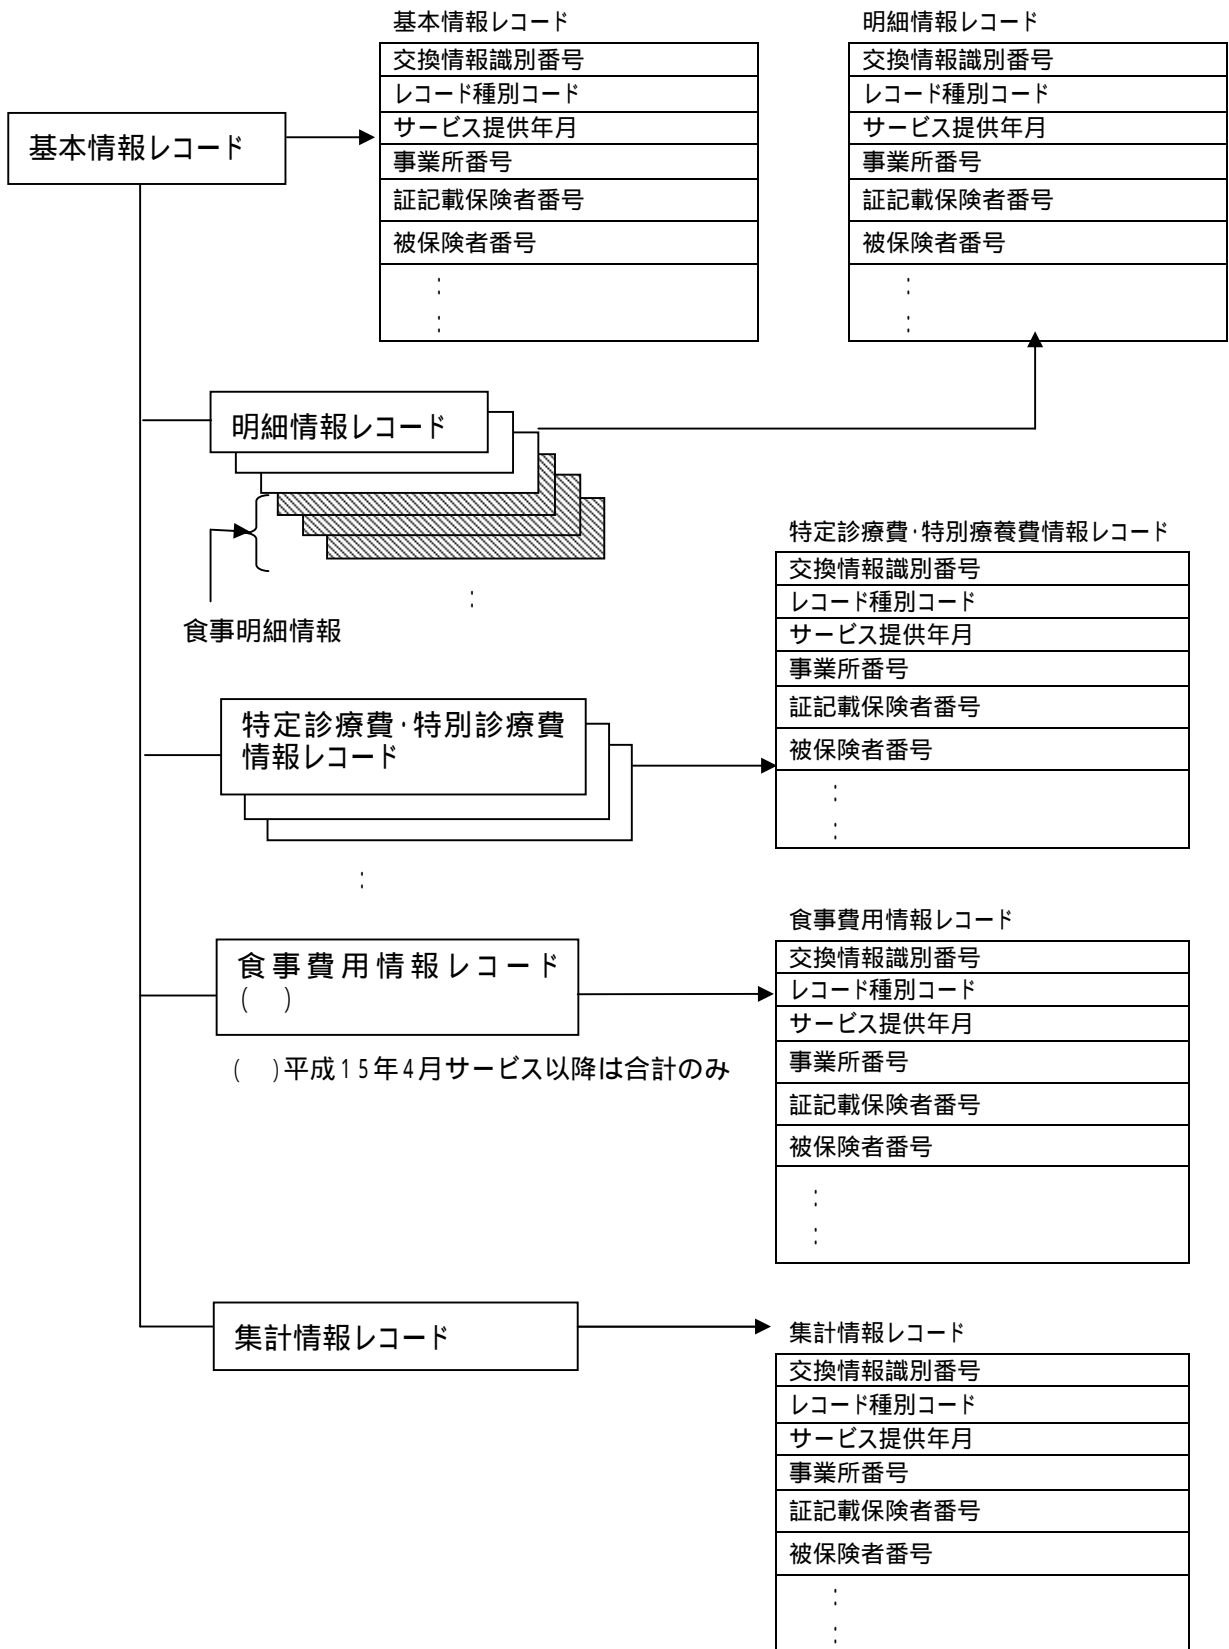 基本情報レコード
基本情報レコード
交換情報識別番号
レコード種別コード
サービス提供年月
事業所番号
証記載保険者番号
被保険者番号
:
:
明細情報レコード
交換情報識別番号
レコード種別コード
サービス提供年月
事業所番号
証記載保険者番号
被保険者番号
:
:
明細情報レコード
:
食事明細情報
特定診療費・特別診療費
情報レコード
:
特定診療費・特別療養費情報レコード
交換情報識別番号
レコード種別コード
サービス提供年月
事業所番号
証記載保険者番号
被保険者番号
:
:
食事費用情報レコード
( )
( )平成15年4月サービス以降は合計のみ
食事費用情報レコード
交換情報識別番号
レコード種別コード
サービス提供年月
事業所番号
証記載保険者番号
被保険者番号
:
:
集計情報レコード
集計情報レコード
交換情報識別番号
レコード種別コード
サービス提供年月
事業所番号
証記載保険者番号
被保険者番号
:
: